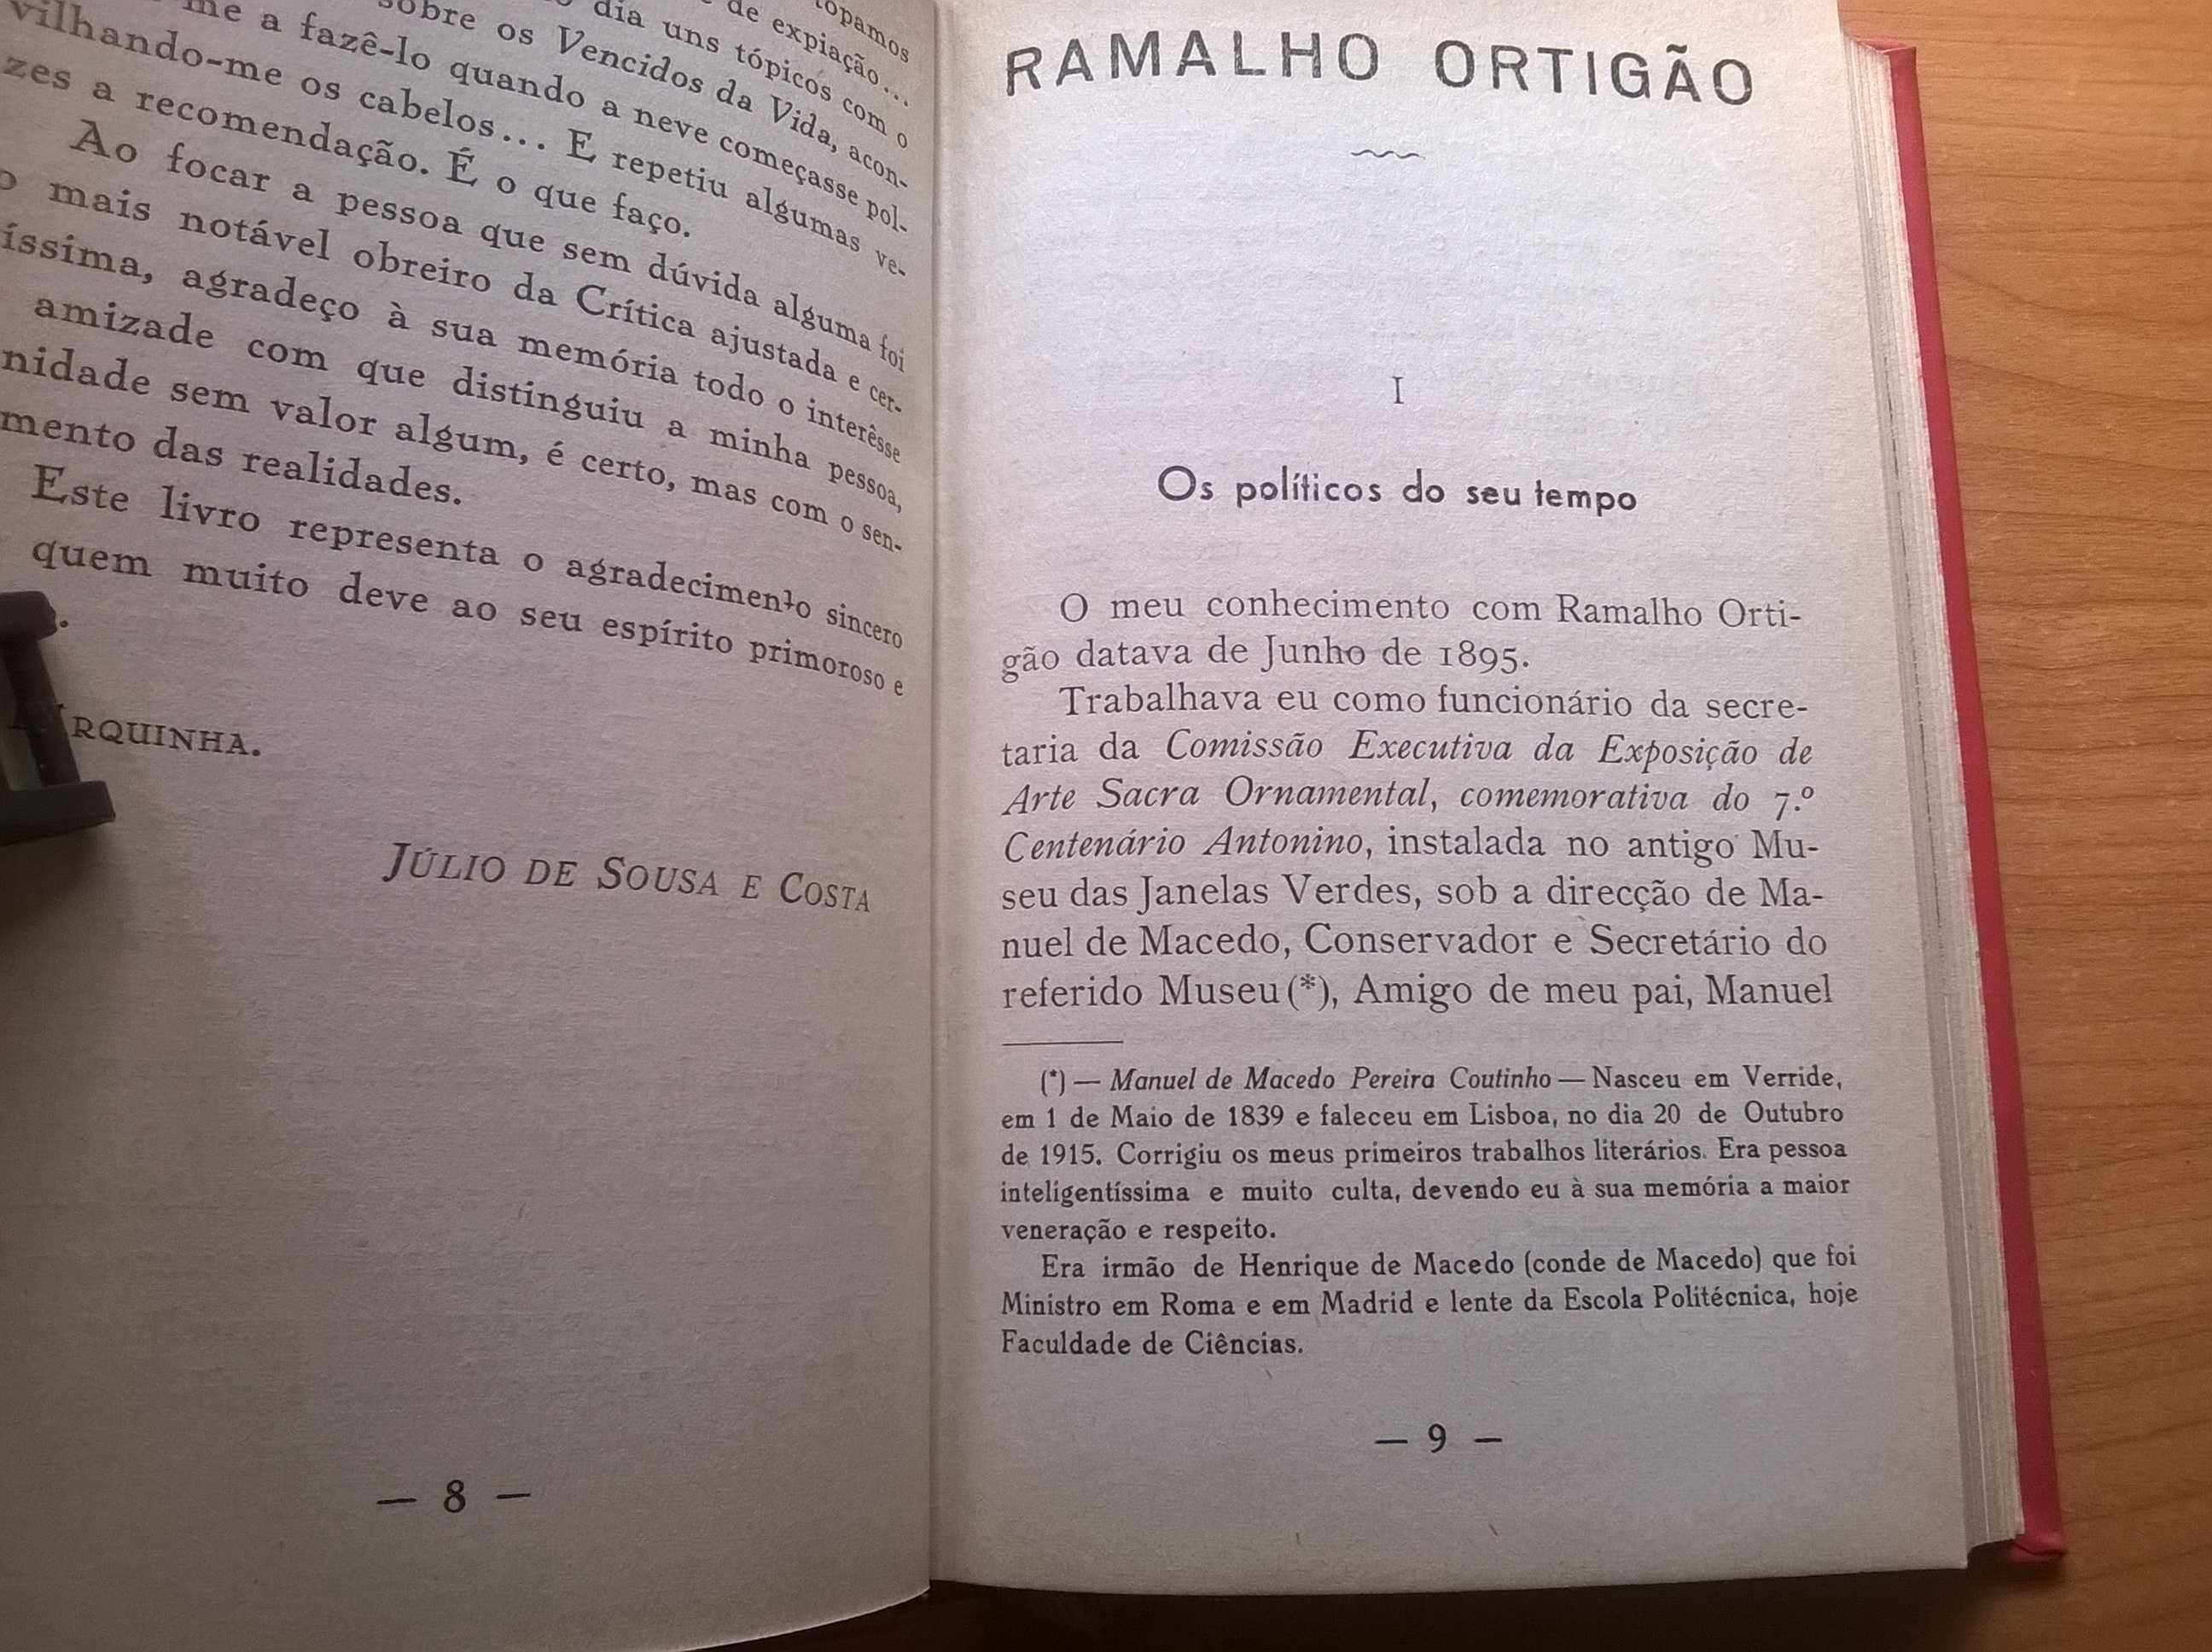 topamos
de expiação...
dia uns tópicos com o
sobre os Vencidos da Vida, acon-
me a fazê-lo quando a neve começasse pol-
vilhando-me os cabelos... E repetiu algumas ve-
zes a recomendação. É o que faço.
Ao focar a pessoa que sem dúvida alguma foi
o mais notável obreiro da Crítica ajustada e cer-
íssima, agradeço à sua memória todo o interêsse
amizade com que distinguiu a minha pessoa,
nidade sem valor algum, é certo, mas com o sen-
mento das realidades.
Este livro representa o agradecimento sincero
quem muito deve ao seu espírito primoroso e
RQUINHA.
JÚLIO DE SOUSA E COSTA
— 8 —
RAMALHO ORTIGÃO
I
Os políticos do seu tempo
O meu conhecimento com Ramalho Orti-
gão datava de Junho de 1895.
Trabalhava eu como funcionário da secre-
taria da Comissão Executiva da Exposição de
Arte Sacra Ornamental, comemorativa do 7.º
Centenário Antonino, instalada no antigo Mu-
seu das Janelas Verdes, sob a direcção de Ma-
nuel de Macedo, Conservador e Secretário do
referido Museu (*), Amigo de meu pai, Manuel
(*) — Manuel de Macedo Pereira Coutinho — Nasceu em Verride,
em 1 de Maio de 1839 e faleceu em Lisboa, no dia 20 de Outubro
de 1915. Corrigiu os meus primeiros trabalhos literários. Era pessoa
inteligentíssima e muito culta, devendo eu à sua memória a maior
veneração e respeito.
Era irmão de Henrique de Macedo (conde de Macedo) que foi
Ministro em Roma e em Madrid e lente da Escola Politécnica, hoje
Faculdade de Ciências.
— 9 —